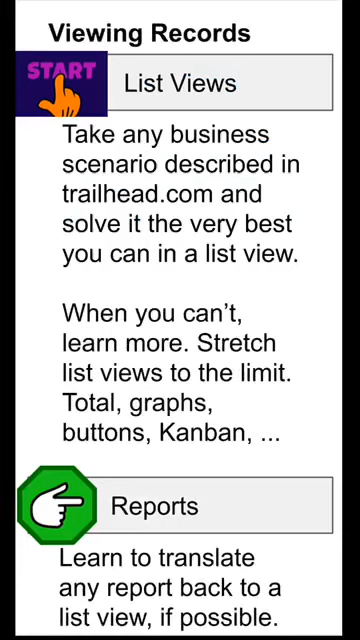 Viewing Records
START
List Views
Take any business
scenario described in
trailhead.com and
solve it the very best
you can in a list view.
When you can’t,
learn more. Stretch
list views to the limit.
Total, graphs,
buttons, Kanban, ...
Reports
Learn to translate
any report back to a
list view, if possible.